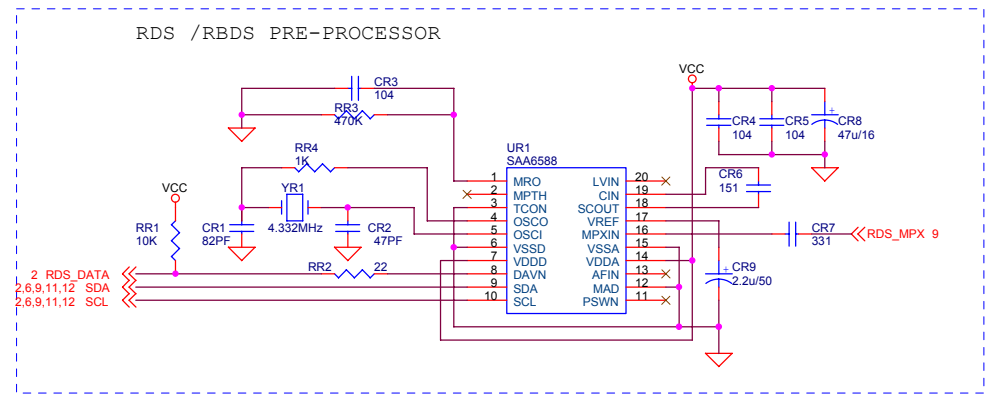 RDS /RBDS PRE-PROCESSOR
CR3
104
RR3
470K
VCC
CR4
104
CR5
104
+
CR8
47u/16
RR4
1K
UR1
SAA6588
CR6
151
VCC
YR1
4.332MHz
RR1
10K
CR1
82PF
CR2
47PF
1 MRO LVIN 20
2 MPTH CIN 19
3 TCON SCOUT 18
4 OSCO VREF 17
5 OSCI MPXIN 16
6 VSSD VSSA 15
7 VDDD VDDA 14
8 DAVN AFIN 13
9 SDA MAD 12
10 SCL PSWN 11
CR7
331
RDS_MPX 9
RR2 22
+
CR9
2.2u/50
2 RDS_DATA
2,6,9,11,12 SDA
2,6,9,11,12 SCL